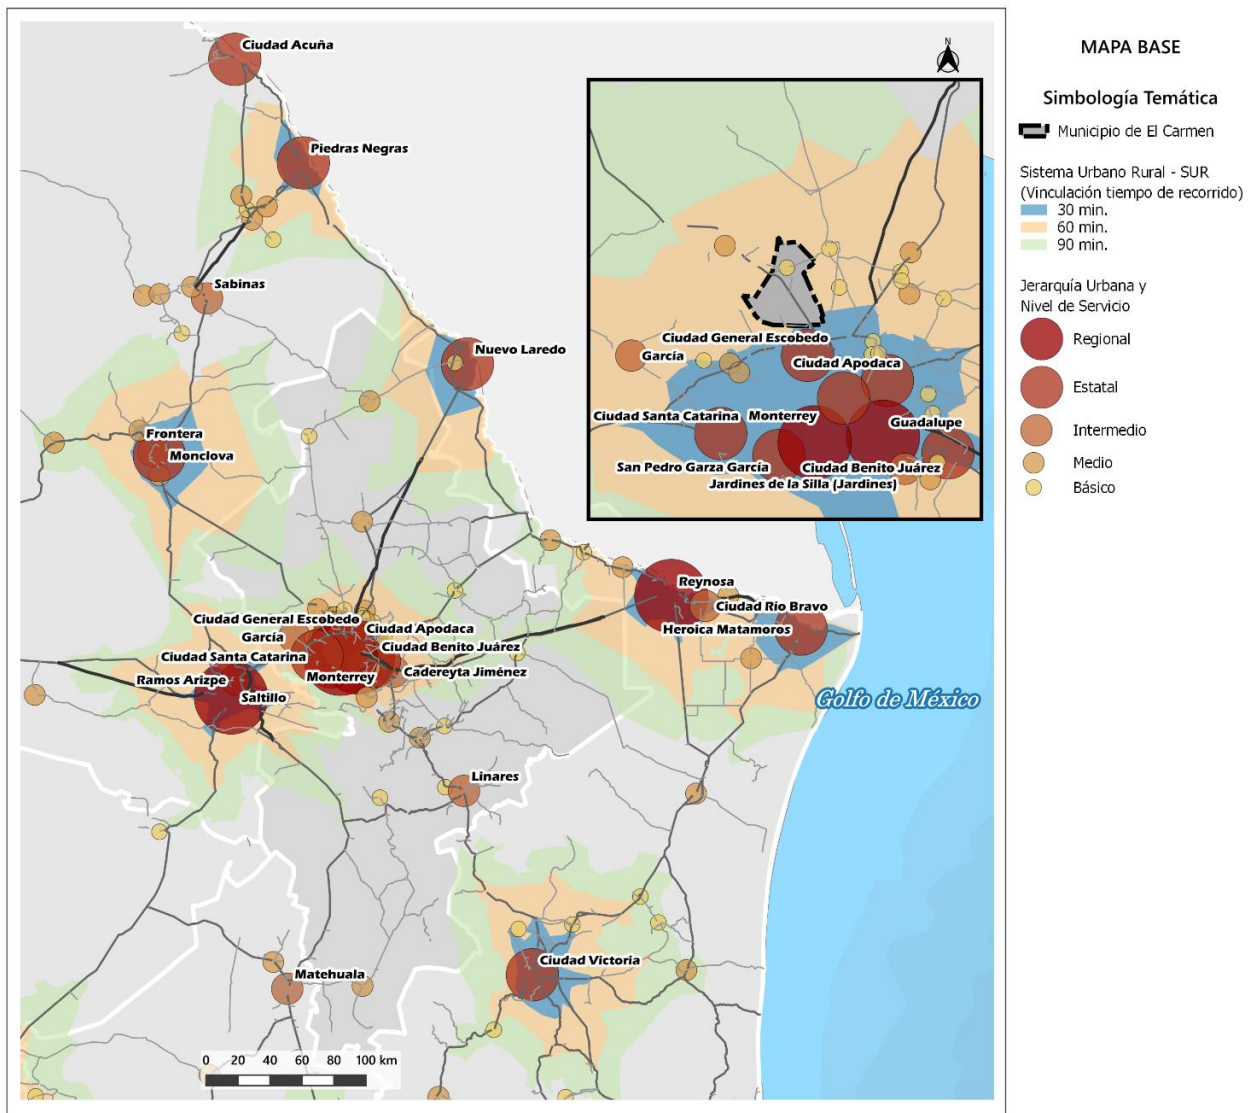 Ciudad Acuña
Piedras Negras
Sabinas
Nuevo Laredo
Frontera
Monclova
Ciudad General Escobedo
García
Ciudad Apodaca
Ciudad Santa Catarina
Ciudad Benito Juárez
Ramos Arizpe
Monterrey
Cadereyta Jiménez
Saltillo
Reynosa
Ciudad Río Bravo
Heroica Matamoros
Golfo de México
Linares
Ciudad Victoria
Matehuala
0 20 40 60 80 100 km
N
Ciudad General Escobedo
García
Ciudad Apodaca
Ciudad Santa Catarina
Monterrey
Guadalupe
San Pedro Garza García
Ciudad Benito Juárez
Jardines de la Silla (Jardines)
MAPA BASE
Simbología Temática
Municipio de El Carmen
Sistema Urbano Rural - SUR
(Vinculación tiempo de recorrido)
30 min.
60 min.
90 min.
Jerarquía Urbana y
Nivel de Servicio
Regional
Estatal
Intermedio
Medio
Básico